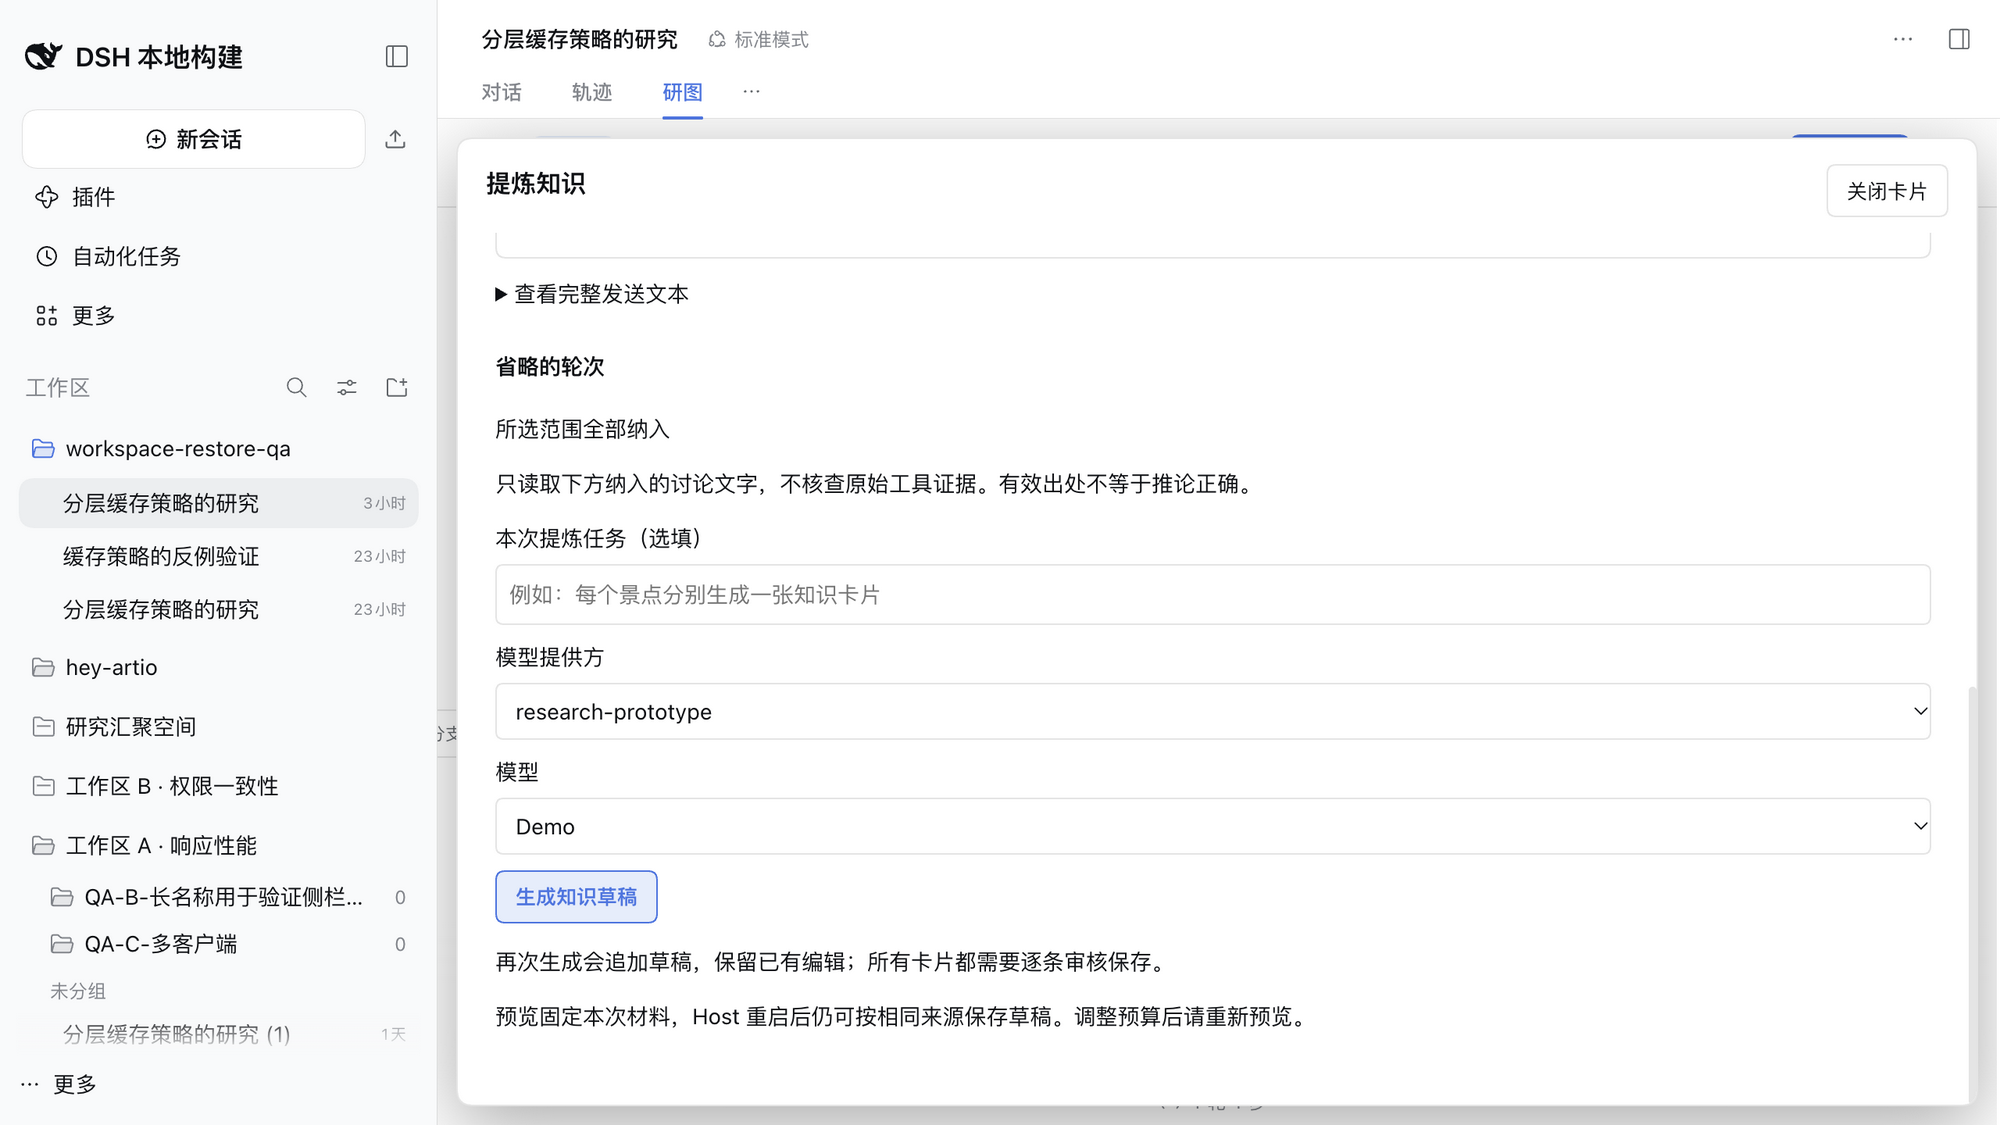 DSH 本地构建
新会话
插件
自动化任务
更多
工作区
workspace-restore-qa
分层缓存策略的研究 3小时
缓存策略的反例验证 23小时
分层缓存策略的研究 23小时
hey-artio
研究汇聚空间
工作区 B · 权限一致性
工作区 A · 响应性能
QA-B-长名称用于验证侧栏... 0
QA-C-多客户端 0
未分组
分层缓存策略的研究 (1) 1天
... 更多
分层缓存策略的研究 标准模式
对话 轨迹 研图 ...
提炼知识
关闭卡片
▶ 查看完整发送文本
省略的轮次
所选范围全部纳入
只读取下方纳入的讨论文字，不核查原始工具证据。有效出处不等于推论正确。
本次提炼任务（选填）
例如：每个景点分别生成一张知识卡片
模型提供方
research-prototype
模型
Demo
生成知识草稿
再次生成会追加草稿，保留已有编辑；所有卡片都需要逐条审核保存。
预览固定本次材料，Host 重启后仍可按相同来源保存草稿。调整预算后请重新预览。